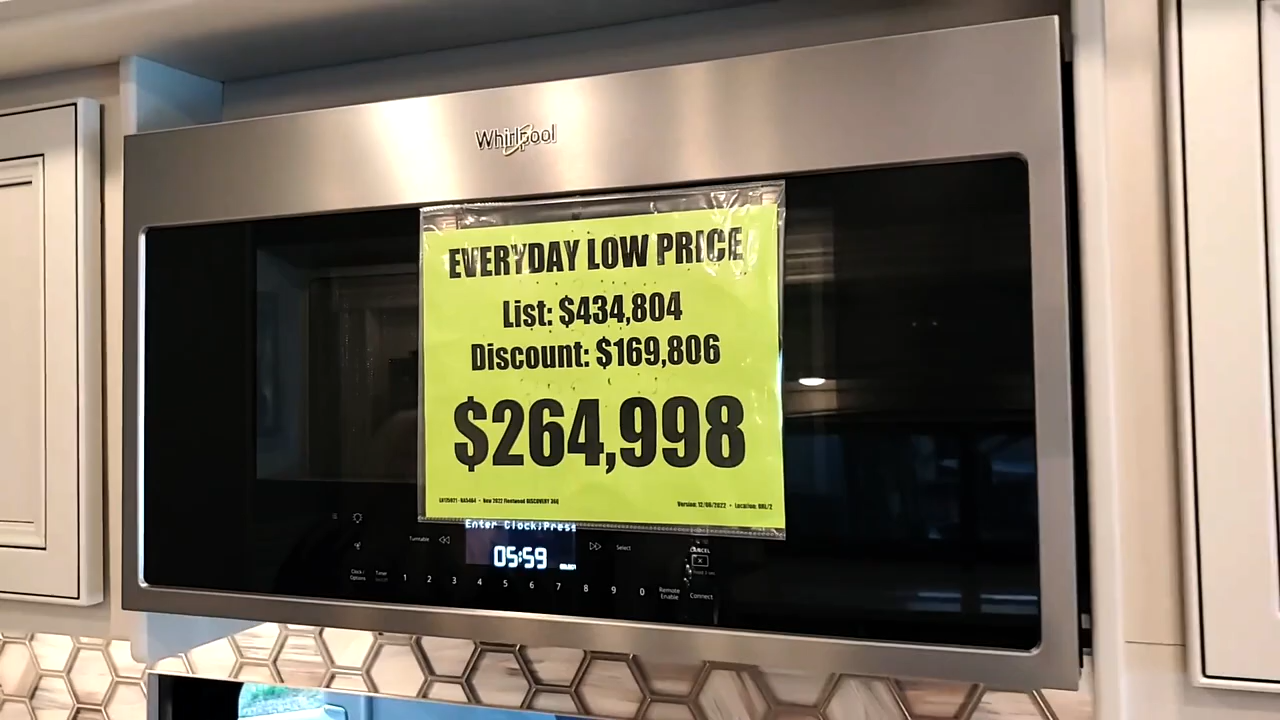 Whirlpool
EVERYDAY LOW PRICE
List: $434,804
Discount: $169,806
$264,998
New 2022 Fleetwood DISCOVERY 36Q
Version: 12/06/2022 • Location:
Enter Clock,Press
Turntable
05:59
Select
CANCEL
Clock/ Options
Timer
1 2 3 4 5 6 7 8 9 0
Remote Enable
Connect